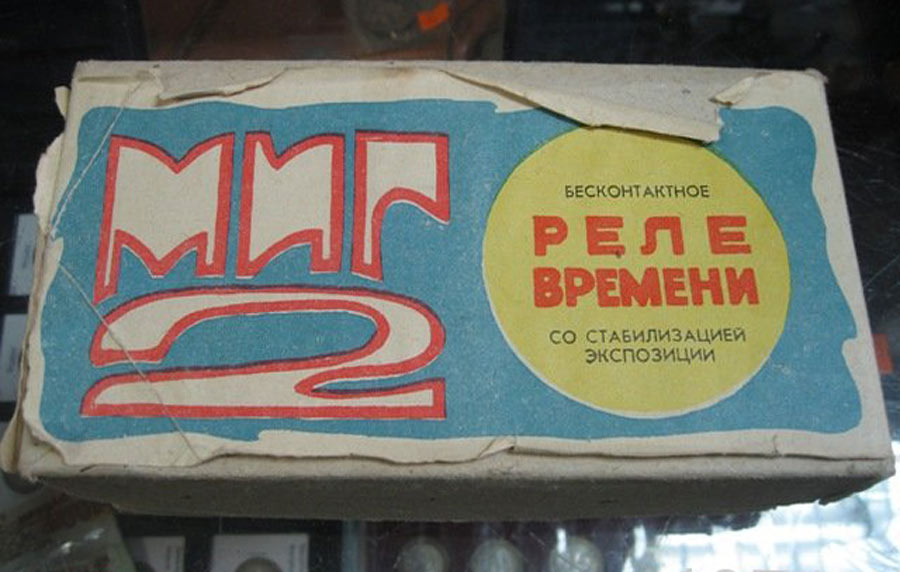 МИГ
2
БЕСКОНТАКТНОЕ
РЕЛЕ
ВРЕМЕНИ
СО СТАБИЛИЗАЦИЕЙ
ЭКСПОЗИЦИИ